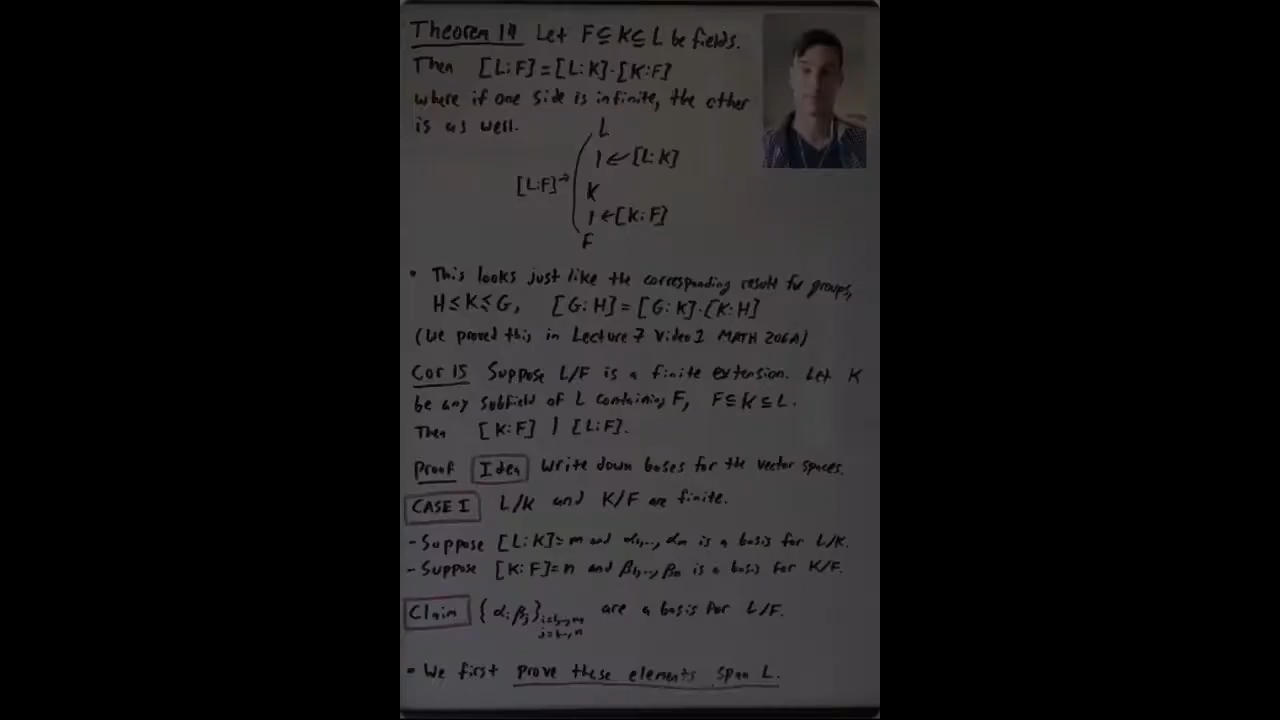 Theorem 14 Let F⊆K⊆L be fields.
Then [L:F]=[L:K]·[K:F]
where if one side is infinite, the other
is as well.
L
| ←[L:K]
[L:F]→
K
| ←[K:F]
F
• This looks just like the corresponding result for groups,
H≤K≤G, [G:H]=[G:K]·[K:H]
(We proved this in Lecture 7 Video 2 MATH 206A)
Cor 15 Suppose L/F is a finite extension. Let K
be any subfield of L containing F, F⊆K⊆L.
Then [K:F] | [L:F].
Proof Idea Write down bases for the vector spaces.
CASE I L/K and K/F are finite.
-Suppose [L:K]=m and α1,..,αm is a basis for L/K.
-Suppose [K:F]=n and β1,..,βn is a basis for K/F.
Claim {αiβj}i=1,..,m are a basis for L/F.
j=1,..,n
- We first prove these elements span L.